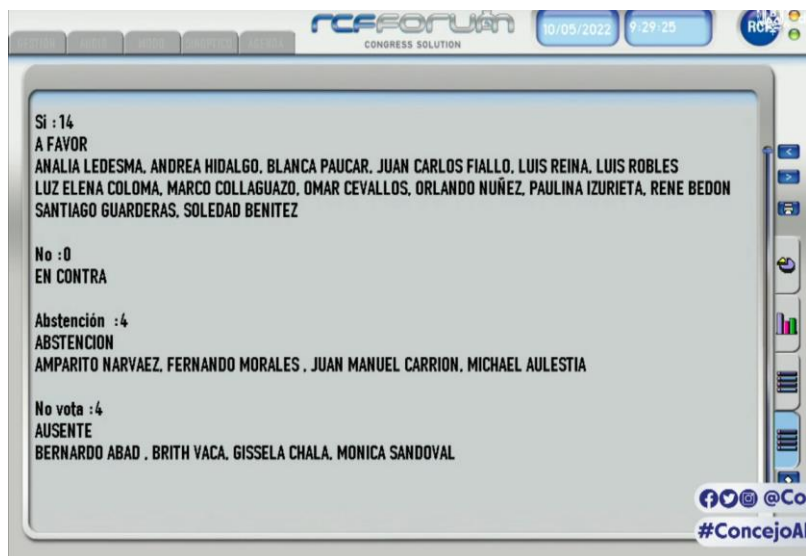 RCFFORUM
CONGRESS SOLUTION
10/05/2022
9:29:25
Si :14
A FAVOR
ANALIA LEDESMA, ANDREA HIDALGO, BLANCA PAUCAR, JUAN CARLOS FIALLO, LUIS REINA, LUIS ROBLES
LUZ ELENA COLOMA, MARCO COLLAGUAZO, OMAR CEVALLOS, ORLANDO NUÑEZ, PAULINA IZURIETA, RENE BEDON
SANTIAGO GUARDERAS, SOLEDAD BENITEZ
No :0
EN CONTRA
Abstención :4
ABSTENCION
AMPARITO NARVAEZ, FERNANDO MORALES , JUAN MANUEL CARRION, MICHAEL AULESTIA
No vota :4
AUSENTE
BERNARDO ABAD , BRITH VACA, GISSELA CHALA, MONICA SANDOVAL
@Co
#ConcejoA